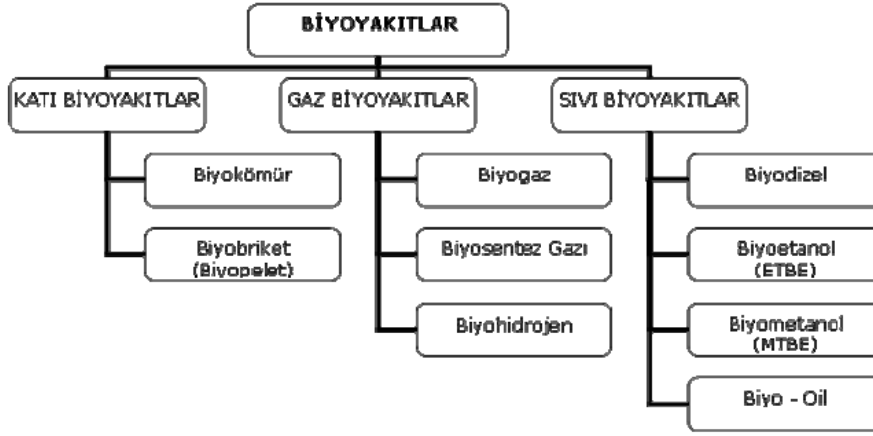 BİYOYAKITLAR
KATI BİYOYAKITLAR
GAZ BİYOYAKITLAR
SIVI BİYOYAKITLAR
Biyokömür
Biyobriket
(Biyopelet)
Biyogaz
Biyosentez Gazı
Biyohidrojen
Biyodizel
Biyoetanol
(ETBE)
Biyometanol
(MTBE)
Biyo - Oil